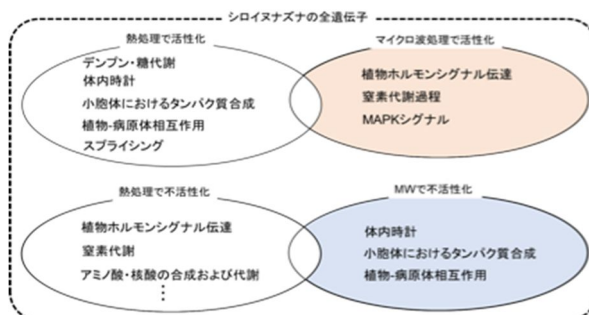 シロイヌナズナの全遺伝子
熱処理で活性化
マイクロ波処理で活性化
デンプン・糖代謝
体内時計
小胞体におけるタンパク質合成
植物-病原体相互作用
スプライシング
植物ホルモンシグナル伝達
窒素代謝過程
MAPKシグナル
熱処理で不活性化
MWで不活性化
植物ホルモンシグナル伝達
窒素代謝
アミノ酸・核酸の合成および代謝
⋮
体内時計
小胞体におけるタンパク質合成
植物-病原体相互作用